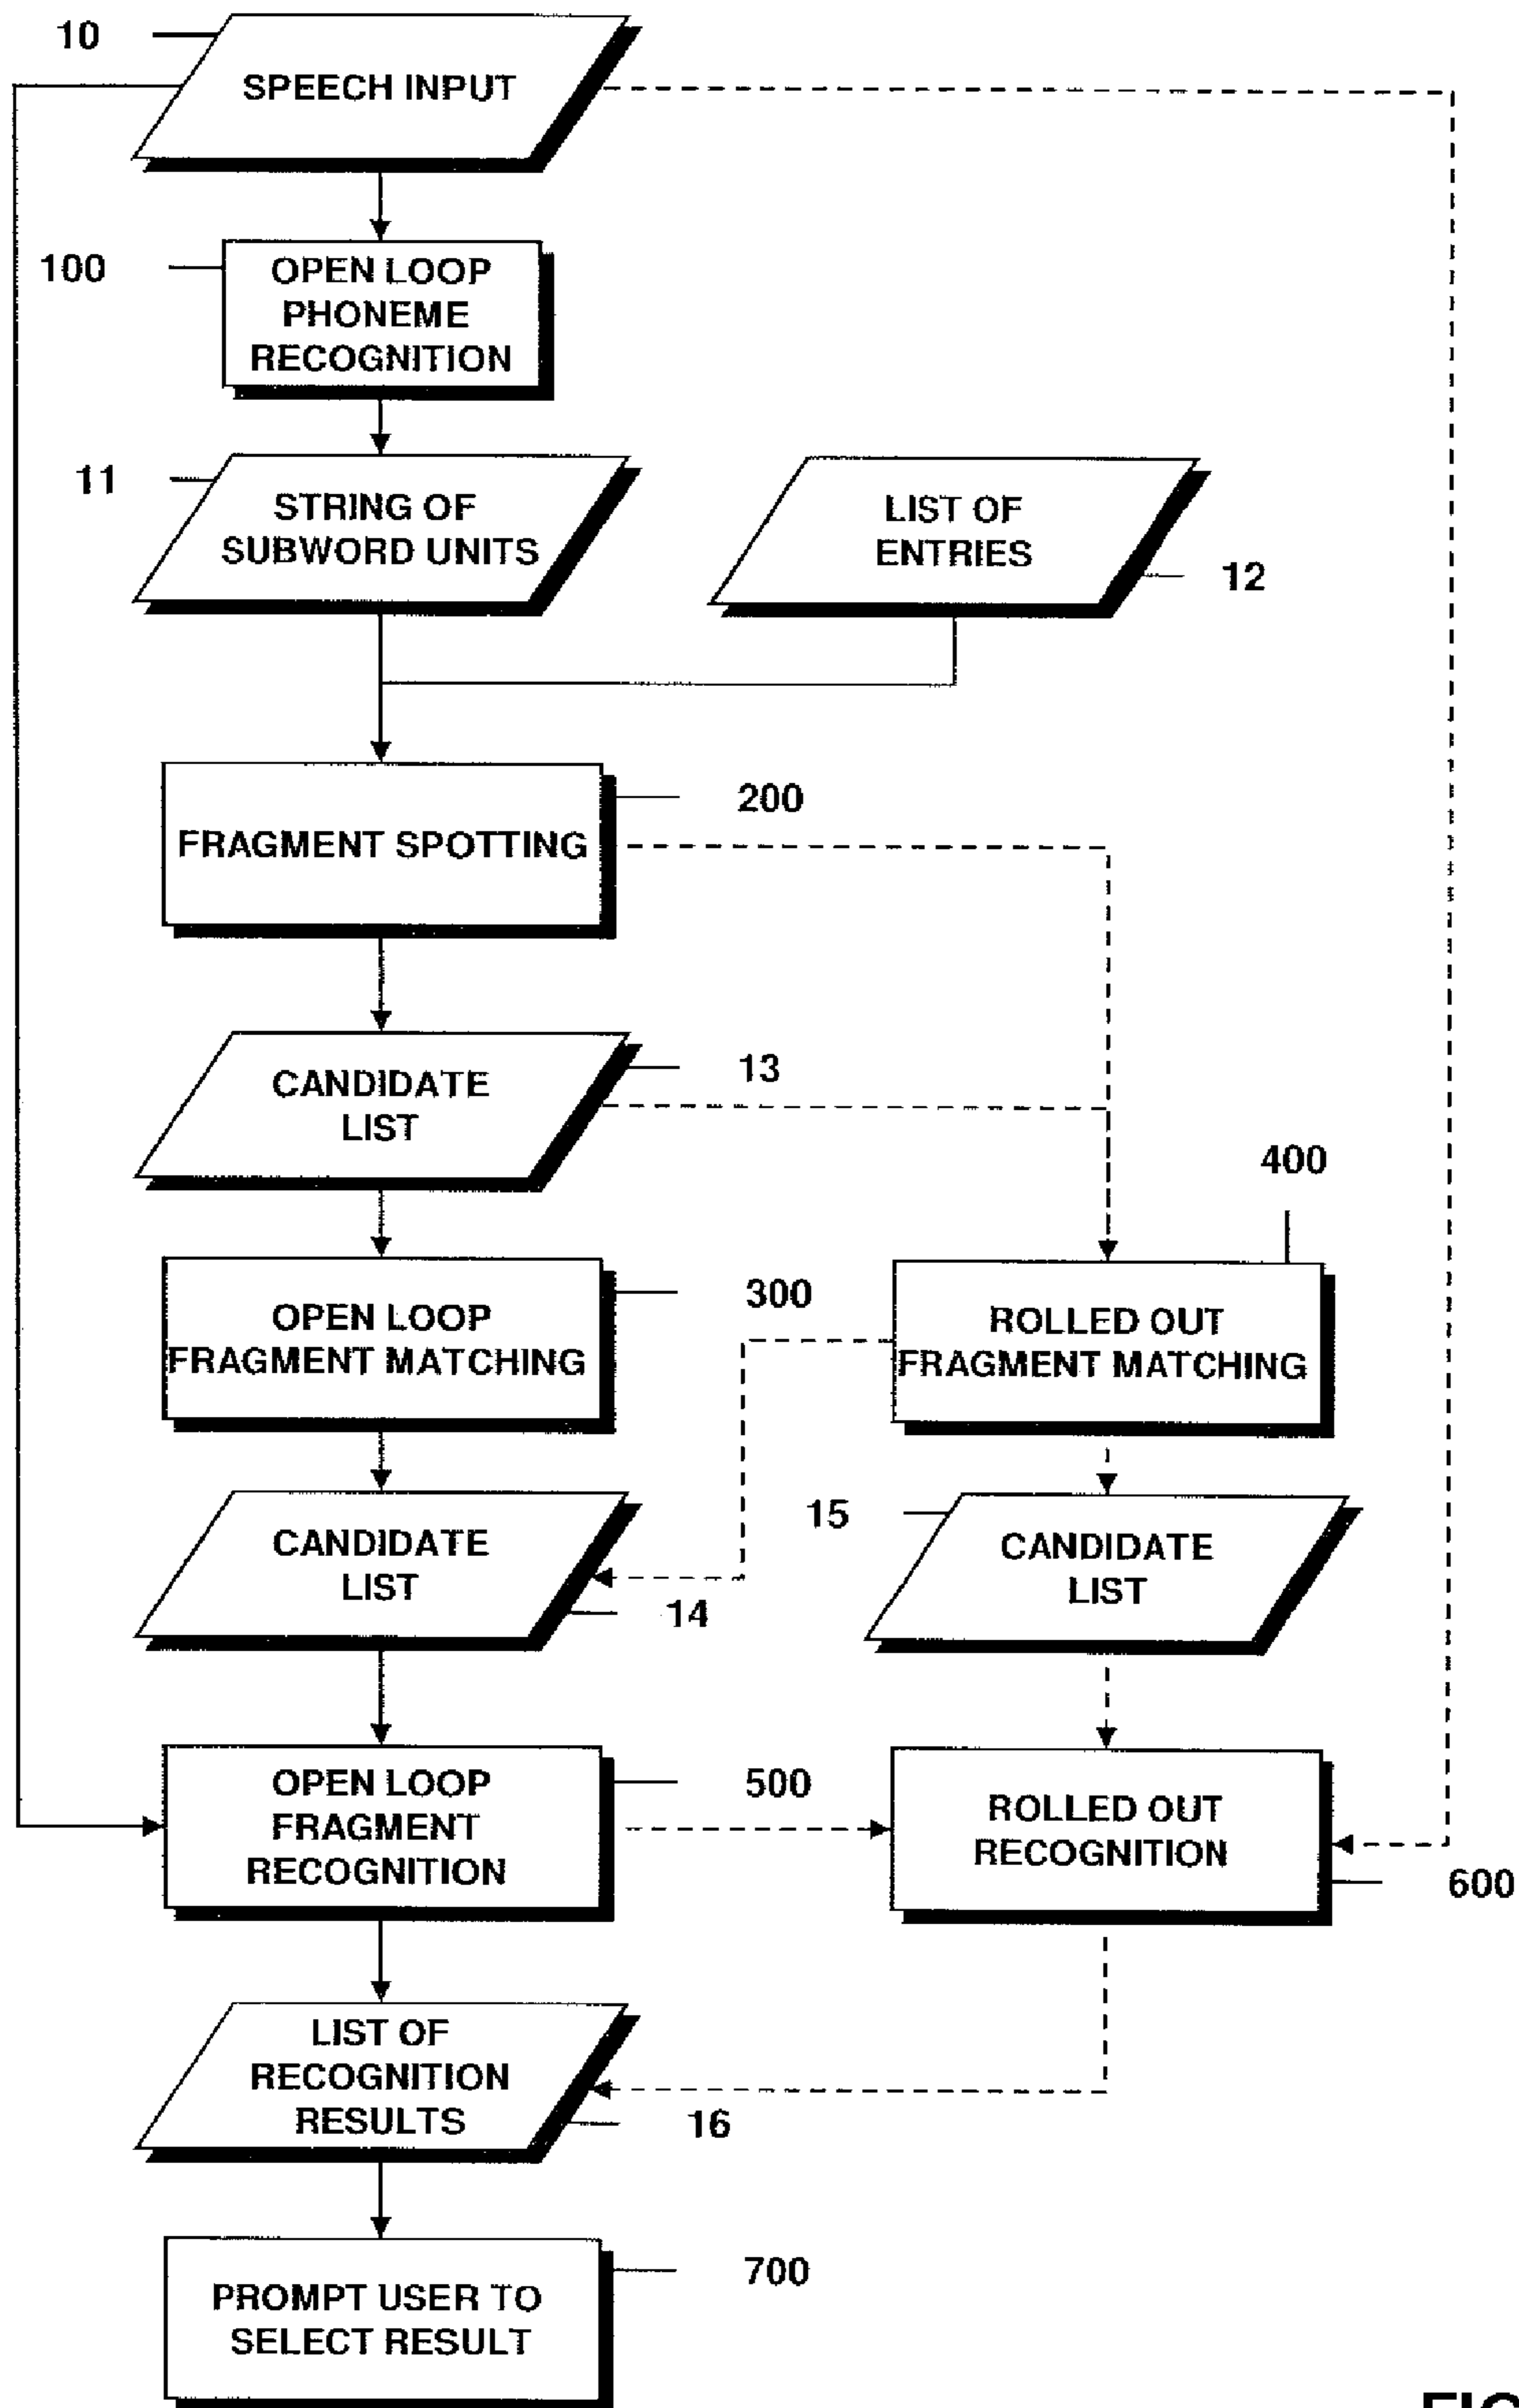 10
SPEECH INPUT
100
OPEN LOOP
PHONEME
RECOGNITION
11
STRING OF
SUBWORD UNITS
LIST OF
ENTRIES
12
200
FRAGMENT SPOTTING
13
CANDIDATE
LIST
400
300
OPEN LOOP
FRAGMENT MATCHING
ROLLED OUT
FRAGMENT MATCHING
15
CANDIDATE
LIST
14
CANDIDATE
LIST
500
OPEN LOOP
FRAGMENT
RECOGNITION
ROLLED OUT
RECOGNITION
600
LIST OF
RECOGNITION
RESULTS
16
700
PROMPT USER TO
SELECT RESULT